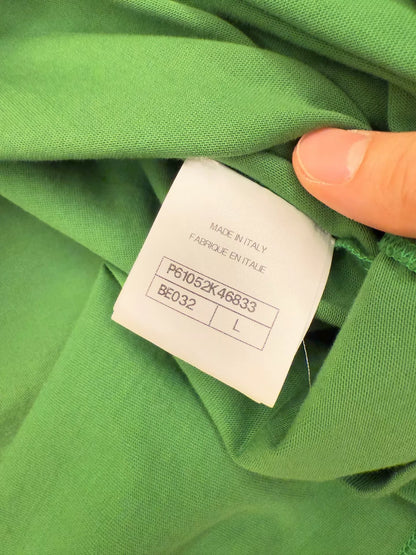 MADE IN ITALY
FABRIQUE EN ITALIE
P61052K46833
BE032 L